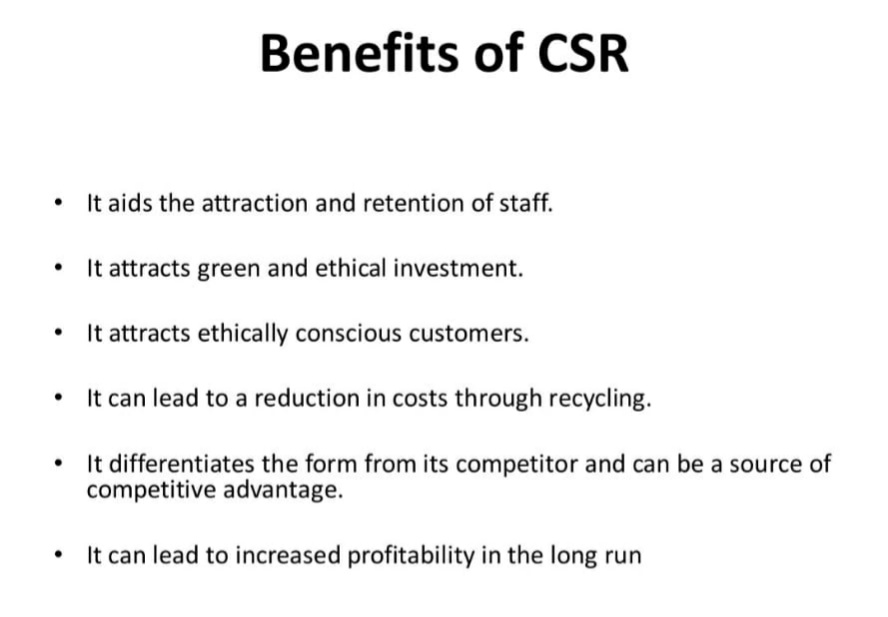 Benefits of CSR
• It aids the attraction and retention of staff.
• It attracts green and ethical investment.
• It attracts ethically conscious customers.
• It can lead to a reduction in costs through recycling.
• It differentiates the form from its competitor and can be a source of
competitive advantage.
• It can lead to increased profitability in the long run